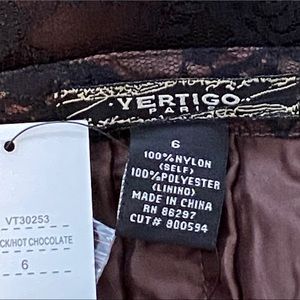 VERTIGO
PARIS
6
100%NYLON
(SELF)
100%POLYESTER
(LINING)
MADE IN CHINA
RN 86297
CUT# 800594
VT30253
CK/HOT CHOCOLATE
6